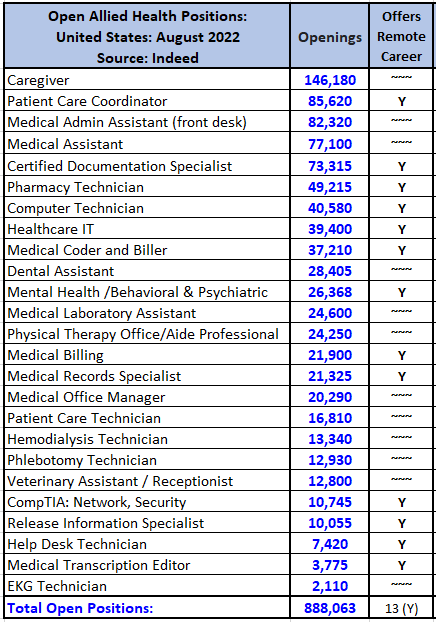 Open Allied Health Positions:
United States: August 2022
Source: Indeed
Openings
Offers
Remote
Career
Caregiver 146,180 ~~~
Patient Care Coordinator 85,620 Y
Medical Admin Assistant (front desk) 82,320 ~~~
Medical Assistant 77,100 ~~~
Certified Documentation Specialist 73,315 Y
Pharmacy Technician 49,215 Y
Computer Technician 40,580 Y
Healthcare IT 39,400 Y
Medical Coder and Biller 37,210 Y
Dental Assistant 28,405 ~~~
Mental Health /Behavioral & Psychiatric 26,368 Y
Medical Laboratory Assistant 24,600 ~~~
Physical Therapy Office/Aide Professional 24,250 ~~~
Medical Billing 21,900 Y
Medical Records Specialist 21,325 Y
Medical Office Manager 20,290 ~~~
Patient Care Technician 16,810 ~~~
Hemodialysis Technician 13,340 ~~~
Phlebotomy Technician 12,930 ~~~
Veterinary Assistant / Receptionist 12,800 ~~~
CompTIA: Network, Security 10,745 Y
Release Information Specialist 10,055 Y
Help Desk Technician 7,420 Y
Medical Transcription Editor 3,775 Y
EKG Technician 2,110 ~~~
Total Open Positions: 888,063 13 (Y)